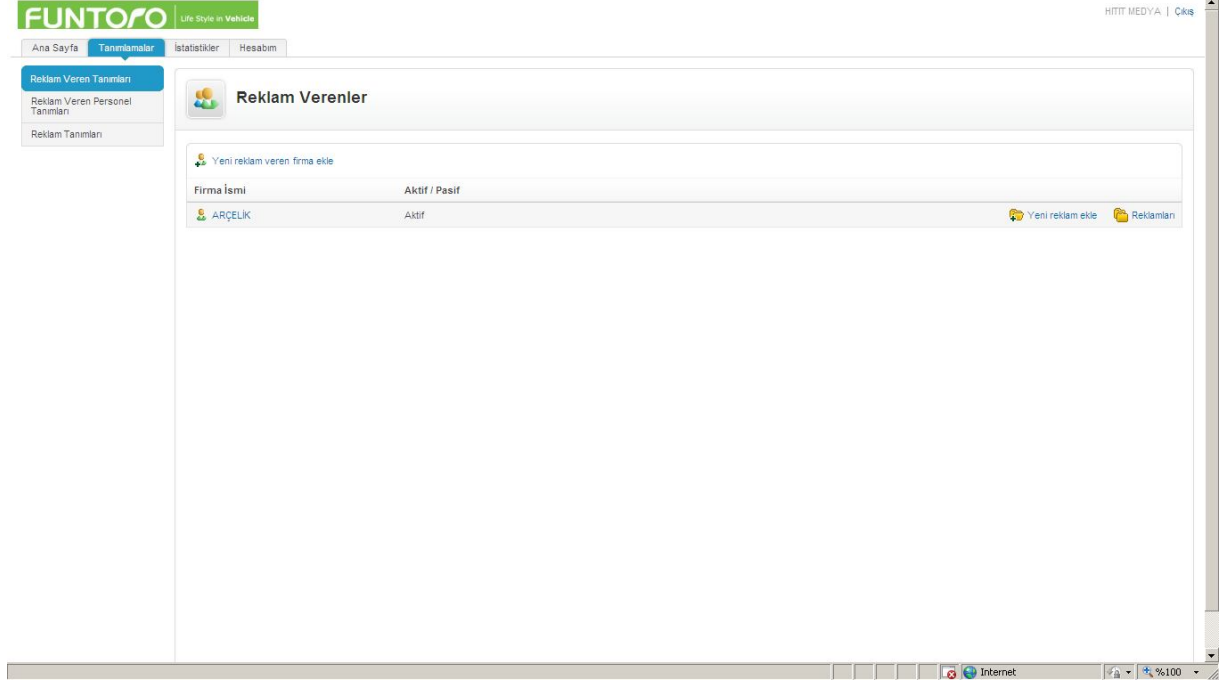 FUNTORO Life Style in Vehicle
HITIT MEDYA | Çıkış
Ana Sayfa Tanımlamalar İstatistikler Hesabım
Reklam Veren Tanımları
Reklam Veren Personel
Tanımları
Reklam Tanımları
Reklam Verenler
Yeni reklam veren firma ekle
Firma İsmi Aktif / Pasif
ARÇELİK Aktif Yeni reklam ekle Reklamları
Internet %100